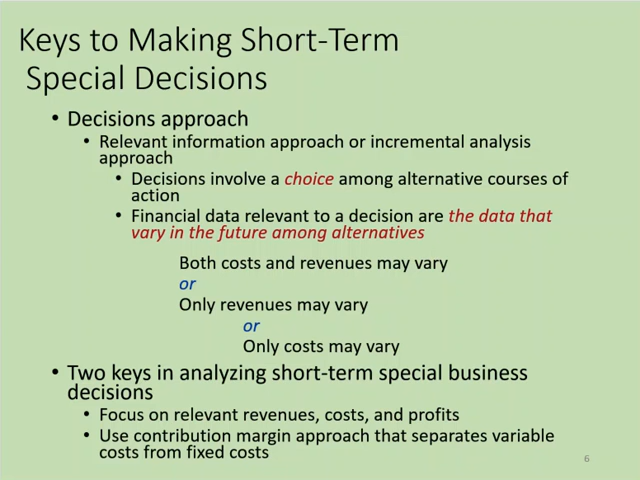 Keys to Making Short-Term
Special Decisions
• Decisions approach
• Relevant information approach or incremental analysis
approach
• Decisions involve a choice among alternative courses of
action
• Financial data relevant to a decision are the data that
vary in the future among alternatives
Both costs and revenues may vary
or
Only revenues may vary
or
Only costs may vary
• Two keys in analyzing short-term special business
decisions
• Focus on relevant revenues, costs, and profits
• Use contribution margin approach that separates variable
costs from fixed costs
6